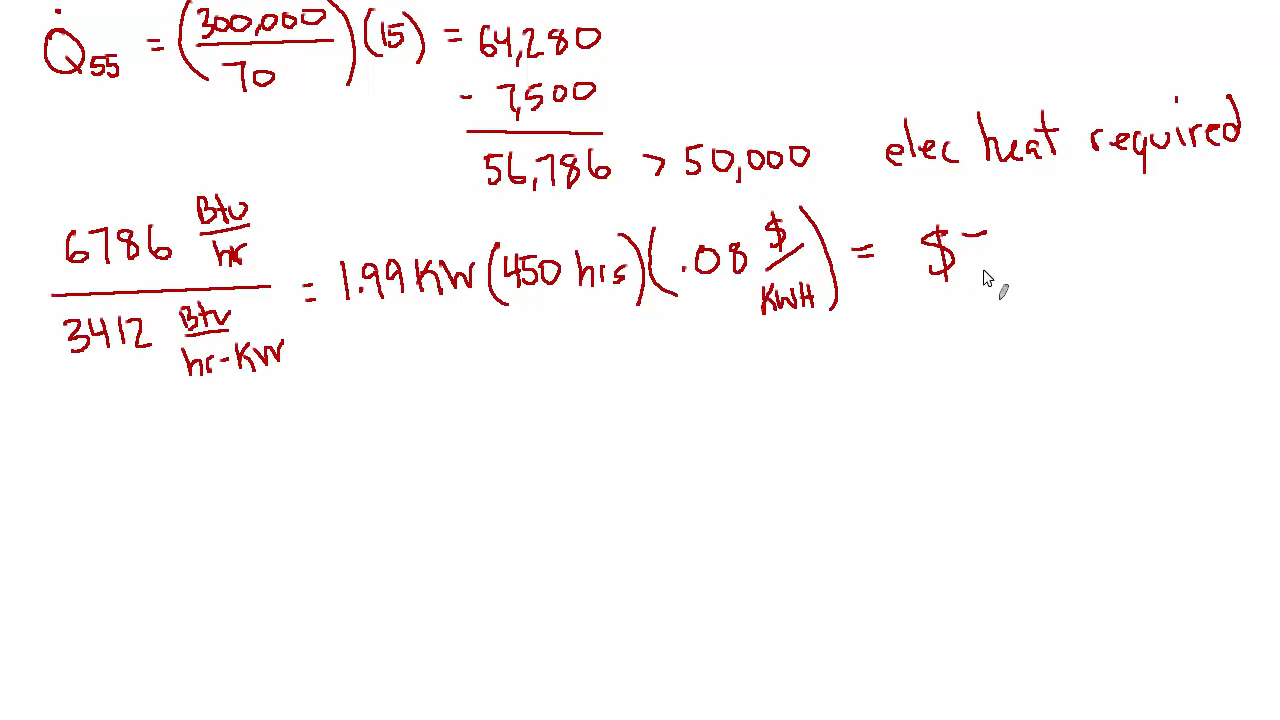 Q̇55 = (300,000/70)(15) = 64,280
- 7,500
56,786 > 50,000 elec heat required
6786 Btu/hr / 3412 Btu/hr-KW = 1.99 KW (450 hrs)(.08 $/KWH) = $